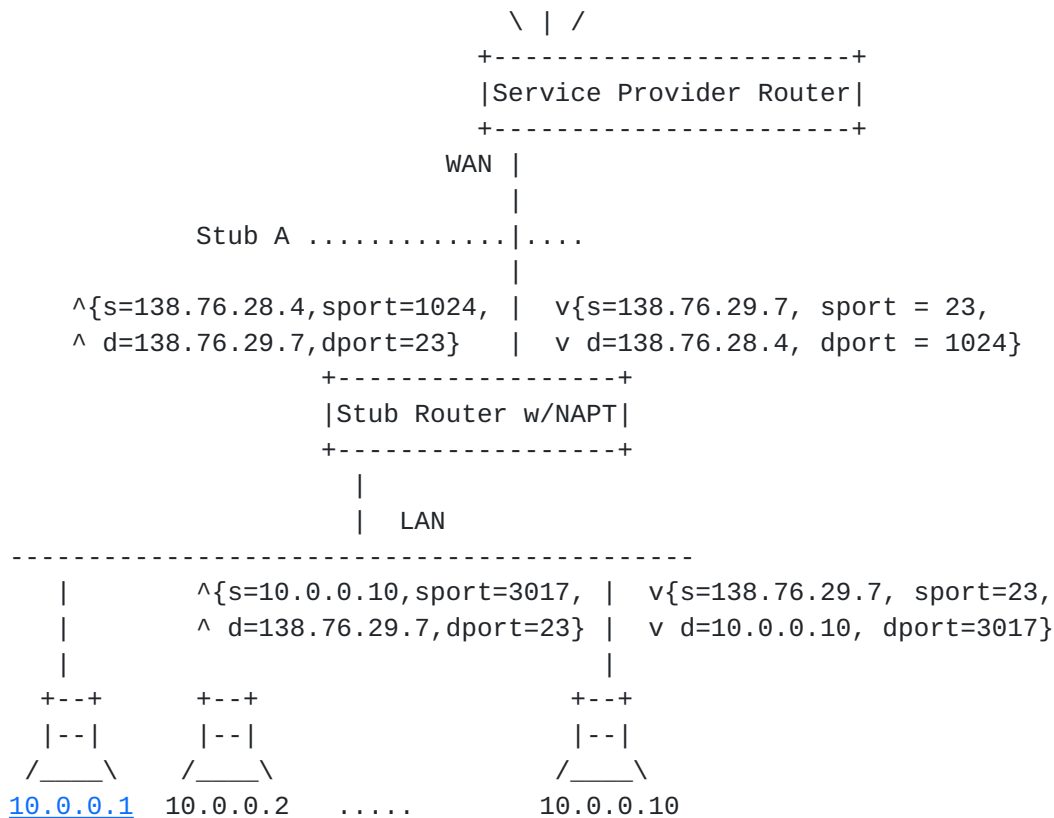 \ | /
+-----------------------+
|Service Provider Router|
+-----------------------+
WAN |
|
Stub A .............|....
|
^{s=138.76.28.4,sport=1024, | v{s=138.76.29.7, sport = 23,
^ d=138.76.29.7,dport=23} | v d=138.76.28.4, dport = 1024}
+------------------+
|Stub Router w/NAPT|
+------------------+
|
| LAN
--------------------------------------------
| ^{s=10.0.0.10,sport=3017, | v{s=138.76.29.7, sport=23,
| ^ d=138.76.29.7,dport=23} | v d=10.0.0.10, dport=3017}
| |
+--+ +--+ +--+
|--| |--| |--|
/____\ /____\ /____\
10.0.0.1 10.0.0.2 ..... 10.0.0.10